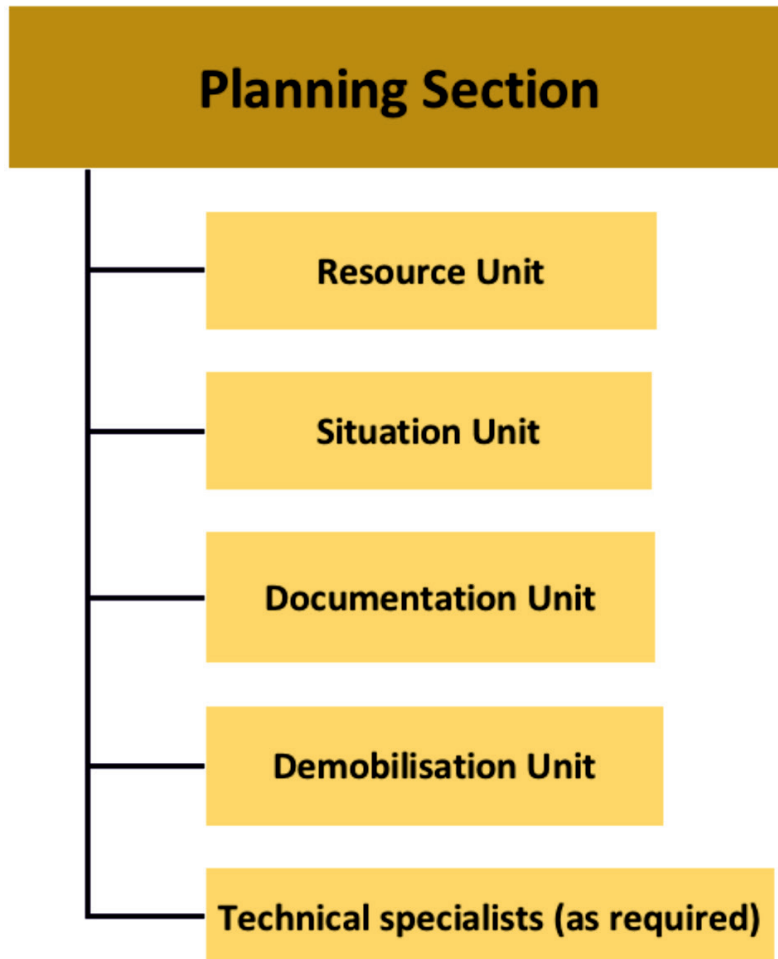 Planning Section
Resource Unit
Situation Unit
Documentation Unit
Demobilisation Unit
Technical specialists (as required)